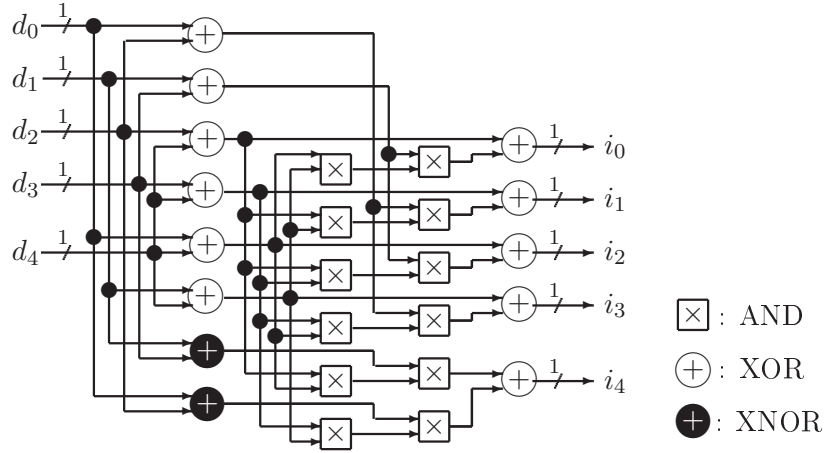 d0 1
d1 1
d2 1
d3 1
d4 1
1 i0
1 i1
1 i2
1 i3
1 i4
× : AND
+ : XOR
+ : XNOR